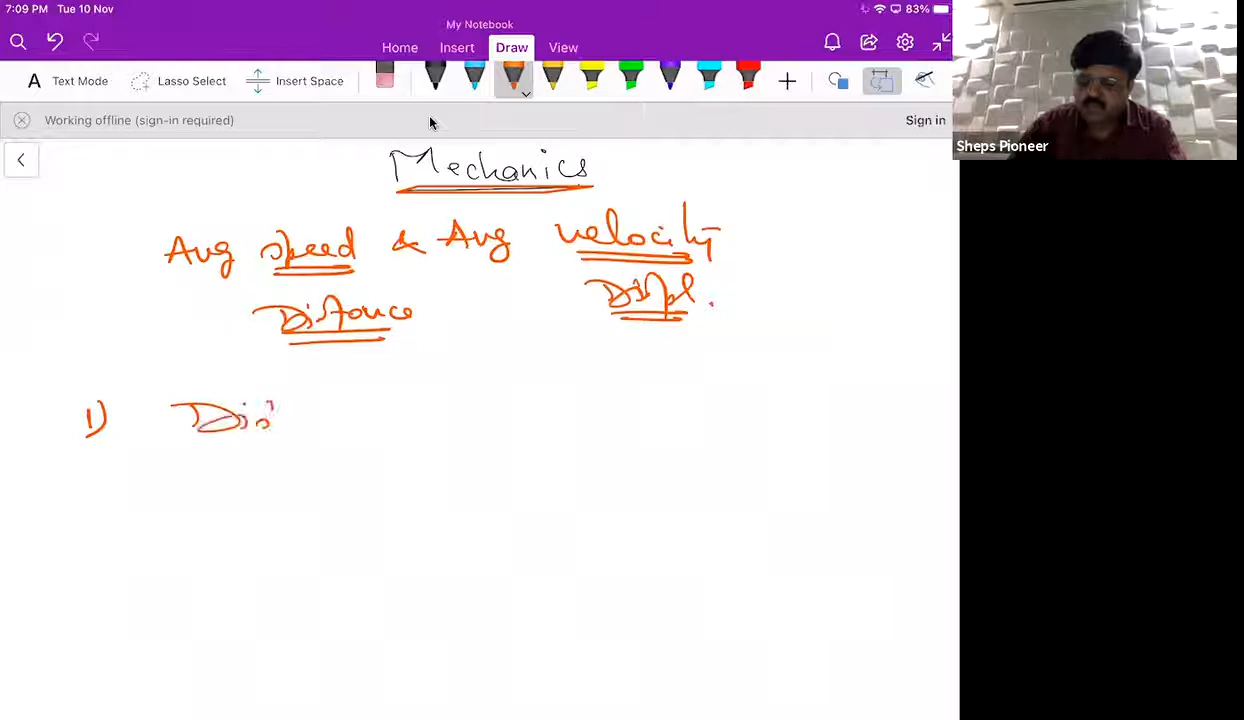 7:09 PM Tue 10 Nov
83%
My Notebook
Home Insert Draw View
A Text Mode Lasso Select Insert Space
Working offline (sign-in required) Sign in
Sheps Pioneer
Mechanics
Avg speed & Avg velocity
Distance Displ.
1) Dis